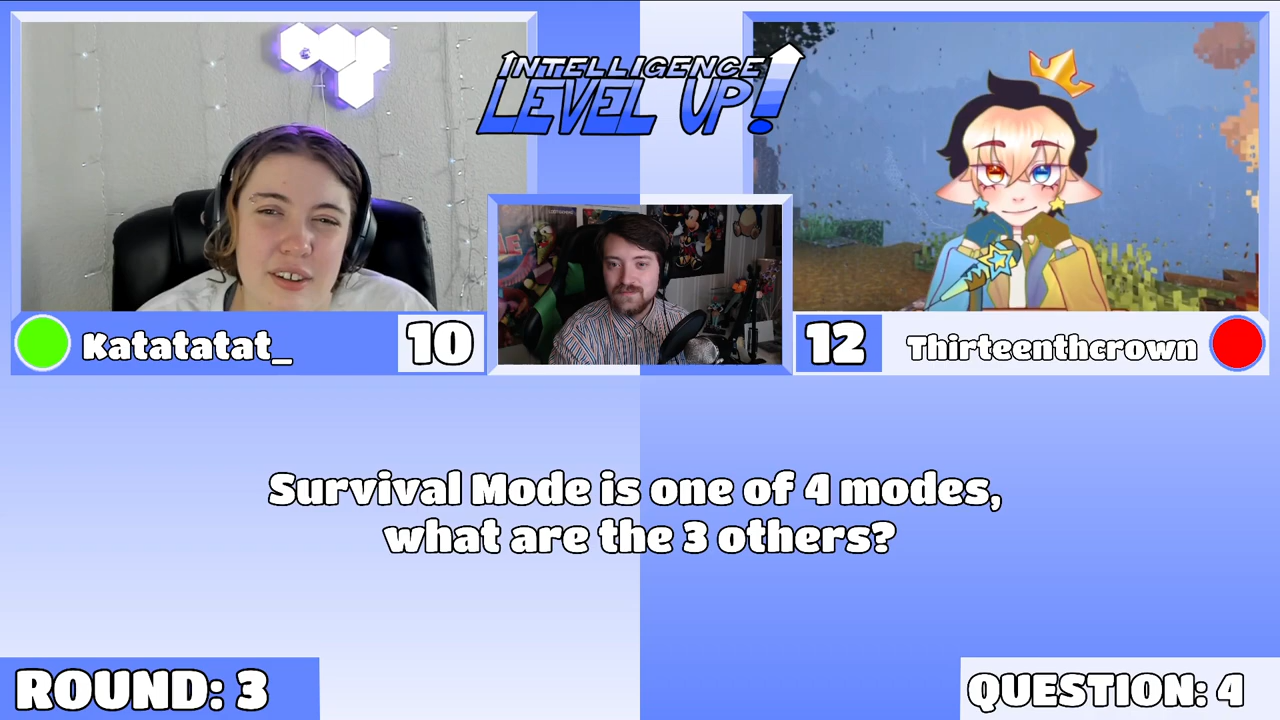 INTELLIGENCE
LEVEL UP!
Katatatat_
10
12
Thirteenthcrown
Survival Mode is one of 4 modes,
what are the 3 others?
ROUND: 3
QUESTION: 4